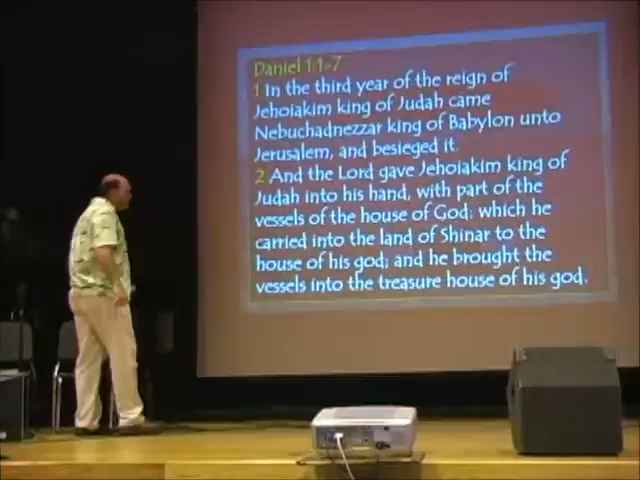 Daniel 1:1-7
1 In the third year of the reign of
Jehoiakim king of Judah came
Nebuchadnezzar king of Babylon unto
Jerusalem, and besieged it.
2 And the Lord gave Jehoiakim king of
Judah into his hand, with part of the
vessels of the house of God: which he
carried into the land of Shinar to the
house of his god; and he brought the
vessels into the treasure house of his god.